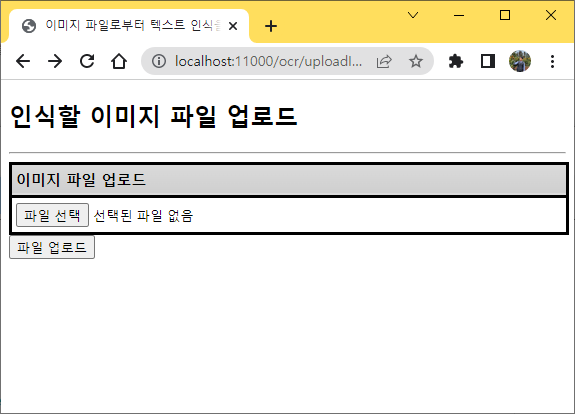 이미지 파일로부터 텍스트 인식
localhost:11000/ocr/uploadI...
인식할 이미지 파일 업로드
이미지 파일 업로드
파일 선택 선택된 파일 없음
파일 업로드